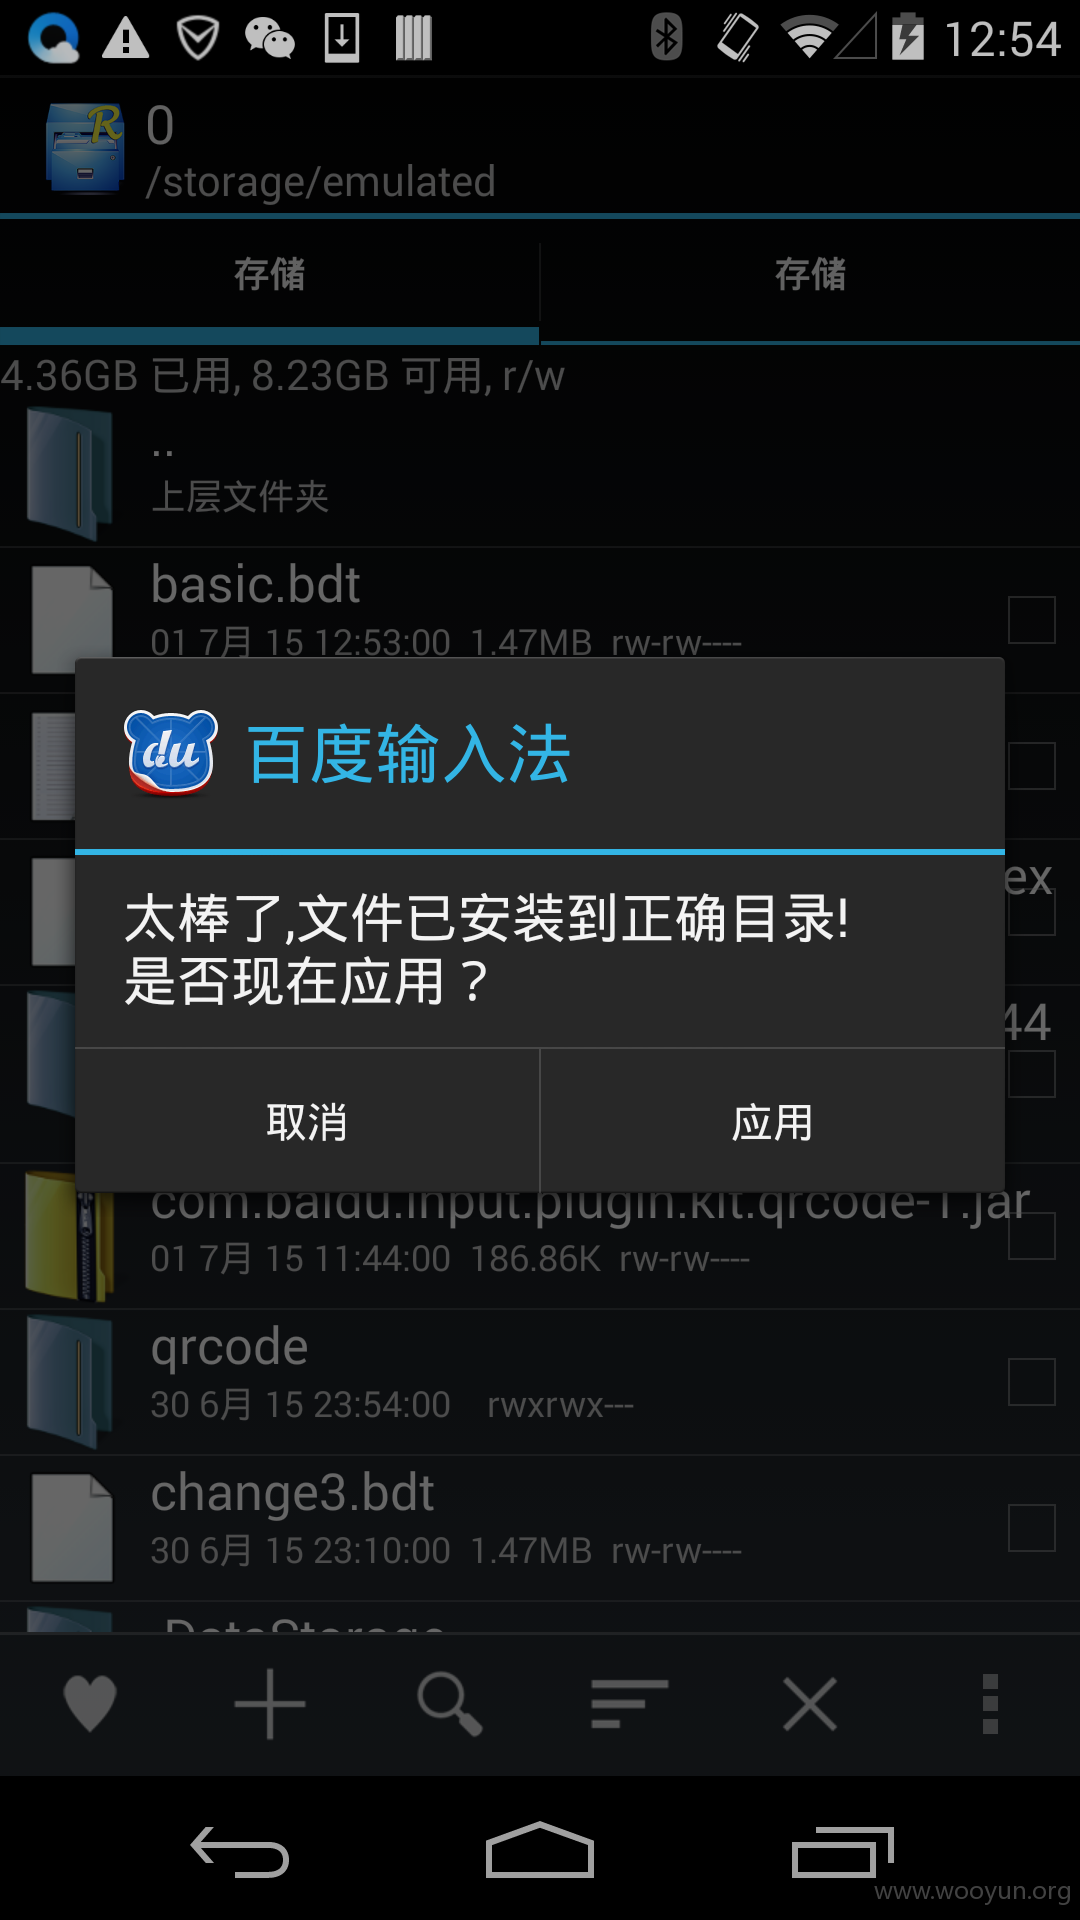 12:54
0
/storage/emulated
存储
存储
4.36GB 已用, 8.23GB 可用, r/w
..
上层文件夹
basic.bdt
01 7月 15 12:53:00 1.47MB rw-rw----
du
百度输入法
ex
太棒了,文件已安装到正确目录!
是否现在应用？
44
取消
应用
com.baidu.input.plugin.kit.qrcode-1.jar
01 7月 15 11:44:00 186.86K rw-rw----
qrcode
30 6月 15 23:54:00 rwxrwx---
change3.bdt
30 6月 15 23:10:00 1.47MB rw-rw----
www.wooyun.org